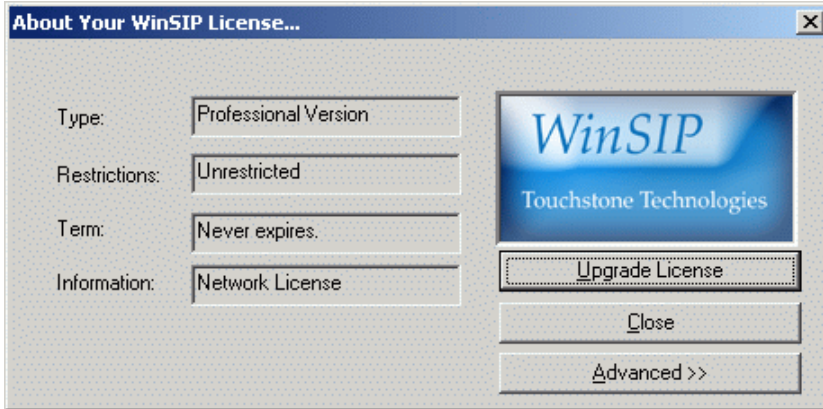 About Your WinSIP License...
Type: Professional Version
Restrictions: Unrestricted
Term: Never expires.
Information: Network License
WinSIP
Touchstone Technologies
Upgrade License
Close
Advanced >>